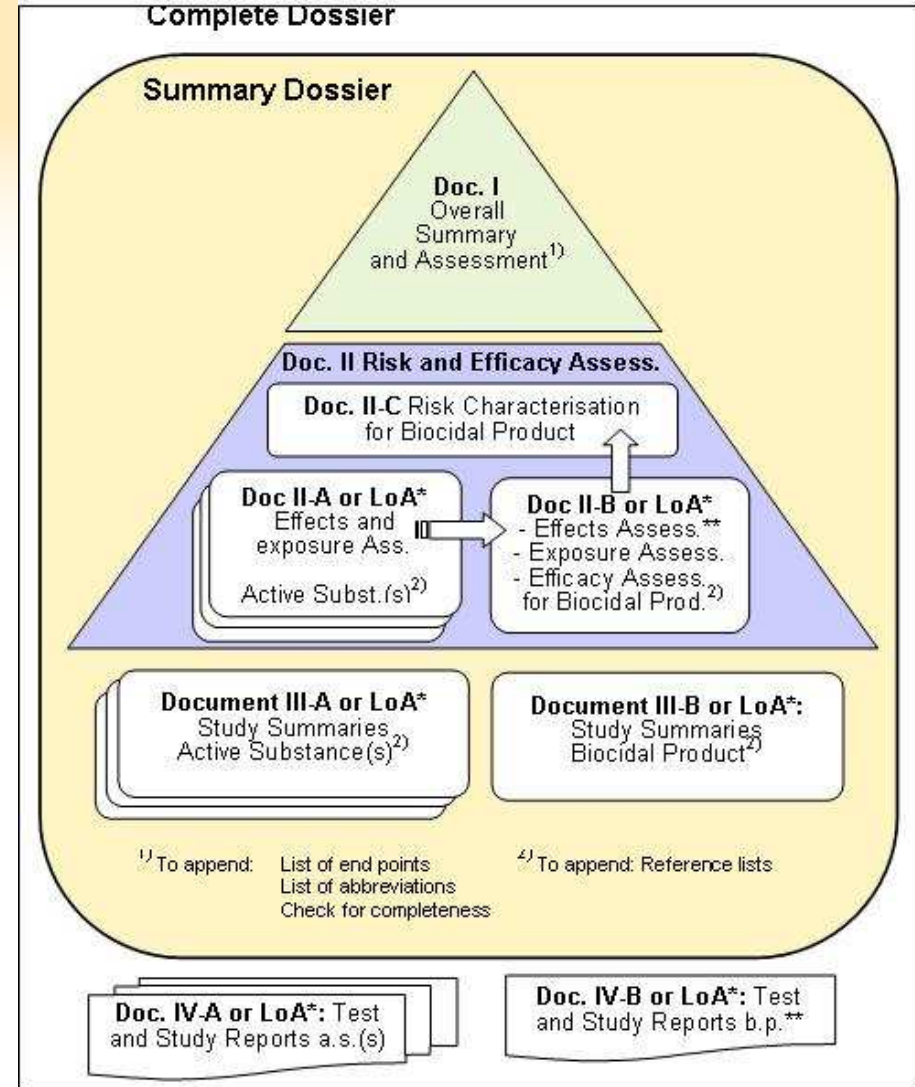 Complete Dossier
Summary Dossier
Doc. I
Overall
Summary
and Assessment1)
Doc. II Risk and Efficacy Assess.
Doc. II-C Risk Characterisation
for Biocidal Product
Doc II-A or LoA*
Effects and
exposure Ass.
Active Subst.(s)2)
Doc II-B or LoA*
- Effects Assess.**
- Exposure Assess.
- Efficacy Assess.
for Biocidal Prod.2)
Document III-A or LoA*
Study Summaries
Active Substance(s)2)
Document III-B or LoA*:
Study Summaries
Biocidal Product2)
1) To append: List of end points
List of abbreviations
Check for completeness
2) To append: Reference lists
Doc. IV-A or LoA*: Test
and Study Reports a.s.(s)
Doc. IV-B or LoA*: Test
and Study Reports b.p.**